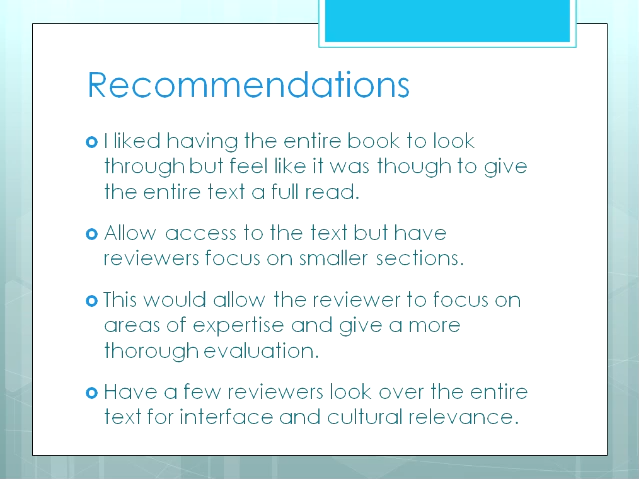 Recommendations
I liked having the entire book to look
through but feel like it was though to give
the entire text a full read.
Allow access to the text but have
reviewers focus on smaller sections.
This would allow the reviewer to focus on
areas of expertise and give a more
thorough evaluation.
Have a few reviewers look over the entire
text for interface and cultural relevance.